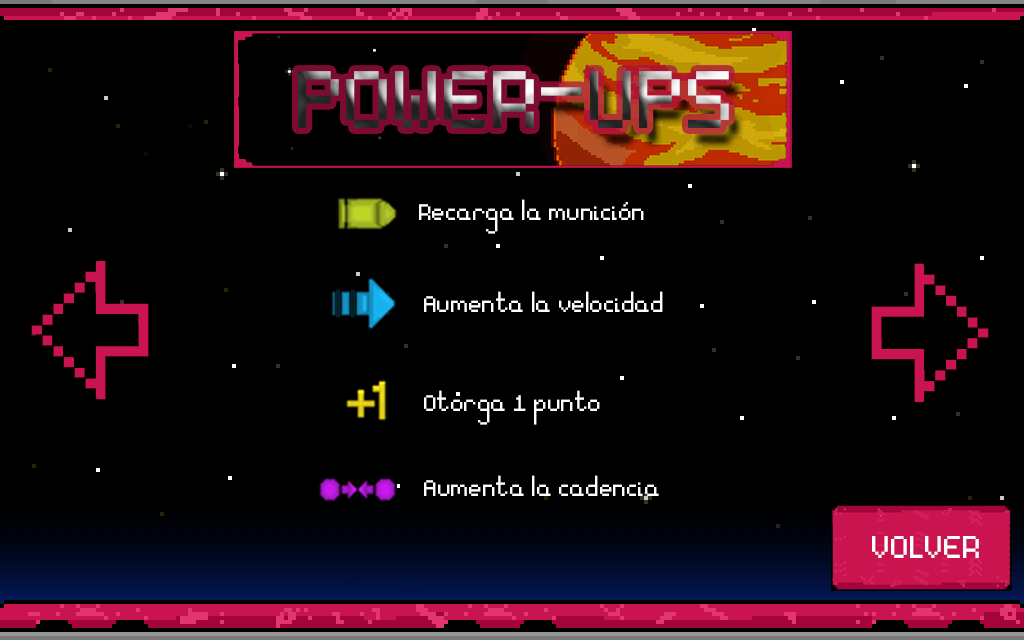 POWER-UPS
Recarga la munición
Aumenta la velocidad
+1
Otórga 1 punto
Aumenta la cadencia
VOLVER